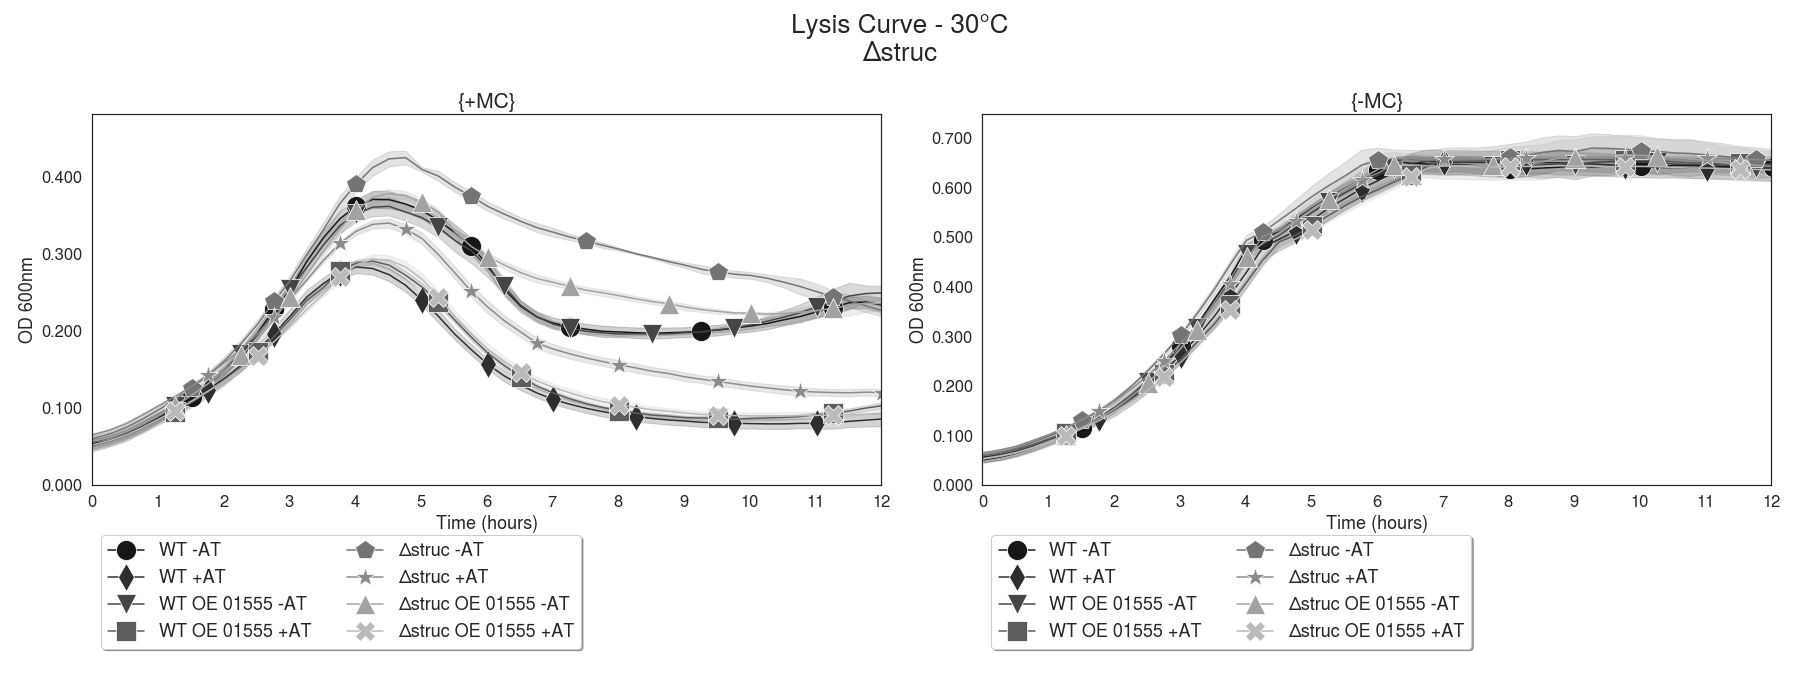 Lysis Curve - 30°C
Δstruc
{+MC}
OD 600nm
0.400
0.300
0.200
0.100
0.000
0 1 2 3 4 5 6 7 8 9 10 11 12
Time (hours)
WT -AT
WT +AT
WT OE 01555 -AT
WT OE 01555 +AT
Δstruc -AT
Δstruc +AT
Δstruc OE 01555 -AT
Δstruc OE 01555 +AT
{-MC}
OD 600nm
0.700
0.600
0.500
0.400
0.300
0.200
0.100
0.000
0 1 2 3 4 5 6 7 8 9 10 11 12
Time (hours)
WT -AT
WT +AT
WT OE 01555 -AT
WT OE 01555 +AT
Δstruc -AT
Δstruc +AT
Δstruc OE 01555 -AT
Δstruc OE 01555 +AT